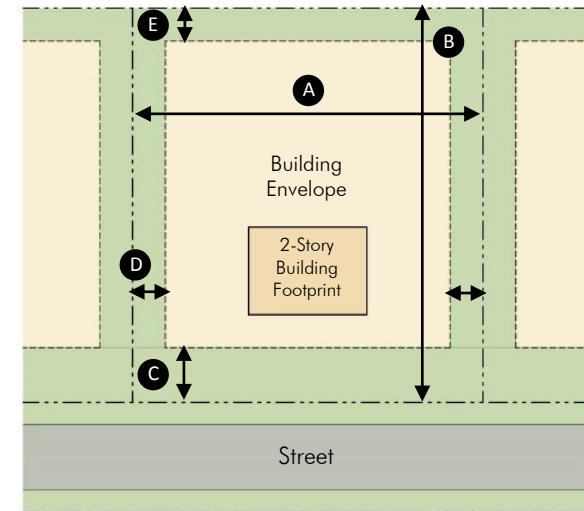 E
B
A
Building
Envelope
2-Story
Building
Footprint
D
C
Street